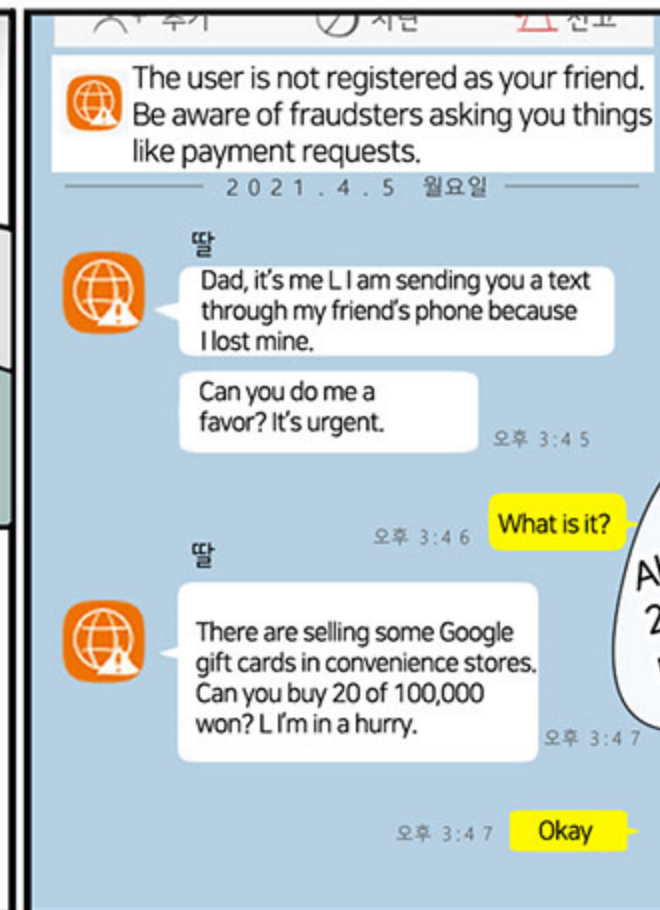 The user is not registered as your friend.
Be aware of fraudsters asking you things
like payment requests.
2021.4.5 월요일
딸
Dad, it's me L I am sending you a text
through my friend's phone because
I lost mine.
Can you do me a
favor? It's urgent.
오후 3:45
What is it?
오후 3:46
딸
There are selling some Google
gift cards in convenience stores.
Can you buy 20 of 100,000
won? L I'm in a hurry.
오후 3:47
오후 3:47
Okay